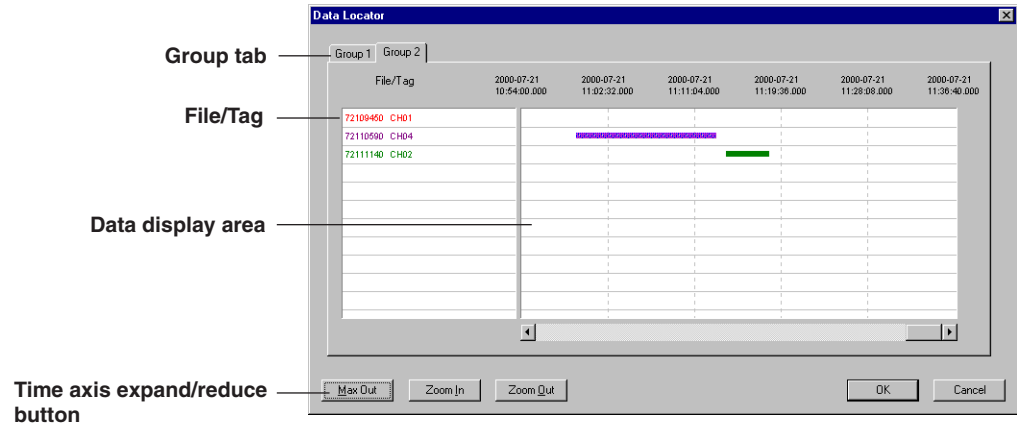 Data Locator
Group tab
Group 1 Group 2
File/Tag 2000-07-21 2000-07-21 2000-07-21 2000-07-21 2000-07-21 2000-07-21
10:54:00.000 11:02:32.000 11:11:04.000 11:19:36.000 11:28:08.000 11:36:40.000
File/Tag
72109450 CH01
72110590 CH04
72111140 CH02
Data display area
Time axis expand/reduce
button
Max Out Zoom In Zoom Out OK Cancel